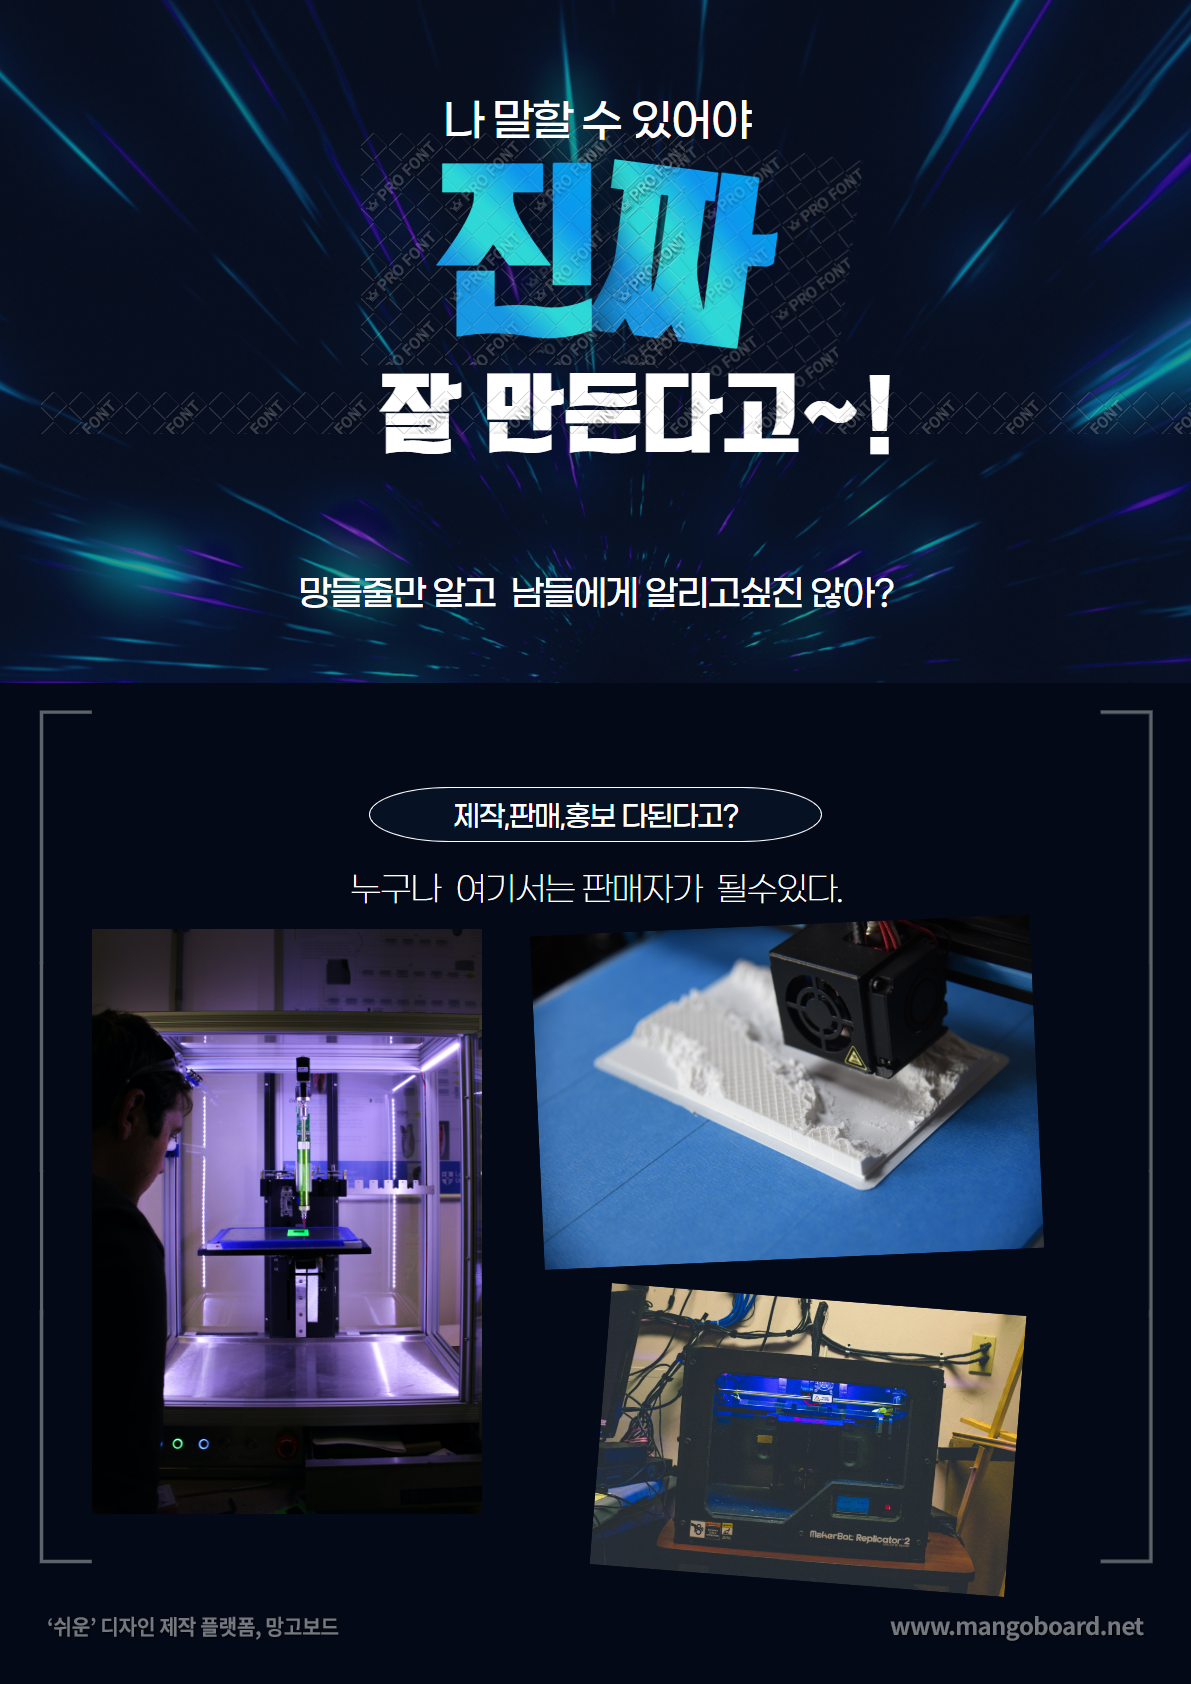 나 말할 수 있어야
진짜
잘 만든다고~!
망들줄만 알고 남들에게 알리고싶진 않아?
제작,판매,홍보 다된다고?
누구나 여기서는 판매자가 될수있다.
MakerBot Replicator 2
‘쉬운’ 디자인 제작 플랫폼, 망고보드
www.mangoboard.net